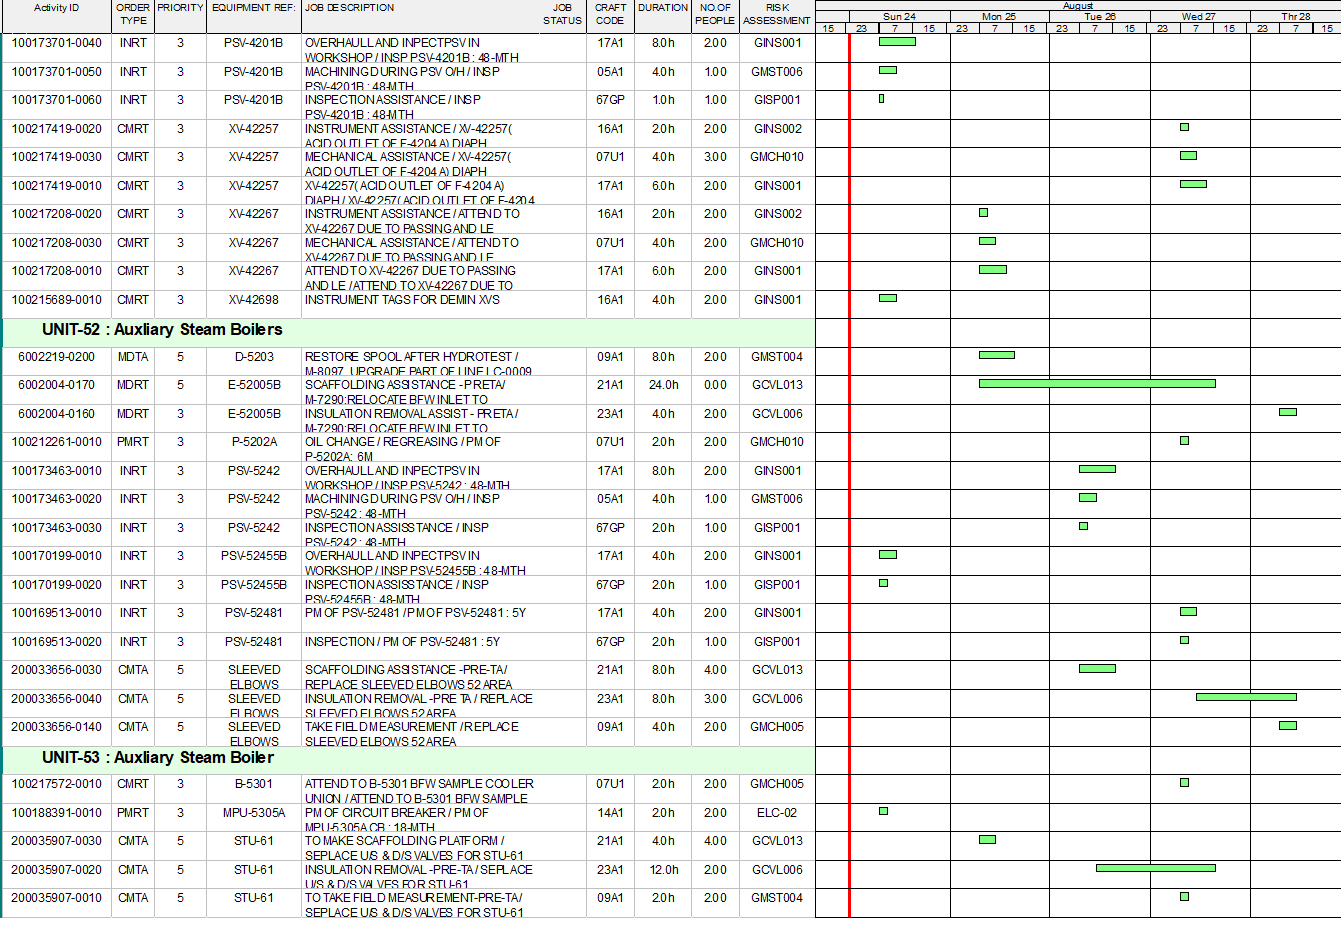 Activity ID ORDER TYPE PRIORITY EQUIPMENT REF: JOB DESCRIPTION JOB STATUS CRAFT CODE DURATION NO.OF PEOPLE RISK ASSESSMENT
August
Sun 24 Mon 25 Tue 26 Wed 27 Thr 28
15 23 7 15 23 7 15 23 7 15 23 7 15 23 7 15
100173701-0040 INRT 3 PSV-4201B OVERHAULL AND INPECT PSV IN 17A1 8.0h 2.00 GINS001
WORKSHOP / INSP PSV-4201B : 48-MTH
100173701-0050 INRT 3 PSV-4201B MACHINING DURING PSV O/H / INSP 05A1 4.0h 1.00 GMST006
PSV-4201B : 48-MTH
100173701-0060 INRT 3 PSV-4201B INSPECTION ASSISTANCE / INSP 67GP 1.0h 1.00 GISP001
PSV-4201B : 48-MTH
100217419-0020 CMRT 3 XV-42257 INSTRUMENT ASSISTANCE / XV-42257( 16A1 2.0h 2.00 GINS002
ACID OUTLET OF F-4204 A) DIAPH
100217419-0030 CMRT 3 XV-42257 MECHANICAL ASSISTANCE / XV-42257( 07U1 4.0h 3.00 GMCH010
ACID OUTLET OF F-4204 A) DIAPH
100217419-0010 CMRT 3 XV-42257 XV-42257( ACID OUTLET OF F-4204 A) 17A1 6.0h 2.00 GINS001
DIAPH / XV-42257( ACID OUTLET OF F-4204
100217208-0020 CMRT 3 XV-42267 INSTRUMENT ASSISTANCE / ATTEND TO 16A1 2.0h 2.00 GINS002
XV-42267 DUE TO PASSING AND LE
100217208-0030 CMRT 3 XV-42267 MECHANICAL ASSISTANCE / ATTEND TO 07U1 4.0h 2.00 GMCH010
XV-42267 DUE TO PASSING AND LE
100217208-0010 CMRT 3 XV-42267 ATTEND TO XV-42267 DUE TO PASSING 17A1 6.0h 2.00 GINS001
AND LE / ATTEND TO XV-42267 DUE TO
100215689-0010 CMRT 3 XV-42698 INSTRUMENT TAGS FOR DEMIN XVS 16A1 4.0h 2.00 GINS001
UNIT-52 : Auxliary Steam Boilers
6002219-0200 MDTA 5 D-5203 RESTORE SPOOL AFTER HYDROTEST / 09A1 8.0h 2.00 GMST004
M-8097, UPGRADE PART OF LINE LC-0009
6002004-0170 MDRT 5 E-52005B SCAFFOLDING ASSISTANCE - PRETA/ 21A1 24.0h 0.00 GCVL013
M-7290:RELOCATE BFW INLET TO
6002004-0160 MDRT 5 E-52005B INSULATION REMOVAL ASSIST - PRETA / 23A1 4.0h 2.00 GCVL006
M-7290:RELOCATE BFW INLET TO
100212261-0010 PMRT 3 P-5202A OIL CHANGE / REGREASING / PM OF 07U1 2.0h 2.00 GMCH010
P-5202A: 6M
100173463-0010 INRT 3 PSV-5242 OVERHAULL AND INPECT PSV IN 17A1 8.0h 2.00 GINS001
WORKSHOP / INSP PSV-5242 : 48-MTH
100173463-0020 INRT 3 PSV-5242 MACHINING DURING PSV O/H / INSP 05A1 4.0h 1.00 GMST006
PSV-5242 : 48-MTH
100173463-0030 INRT 3 PSV-5242 INSPECTION ASSISSTANCE / INSP 67GP 2.0h 1.00 GISP001
PSV-5242 : 48-MTH
100170199-0010 INRT 3 PSV-52455B OVERHAULL AND INPECT PSV IN 17A1 4.0h 2.00 GINS001
WORKSHOP / INSP PSV-52455B : 48-MTH
100170199-0020 INRT 3 PSV-52455B INSPECTION ASSISSTANCE / INSP 67GP 2.0h 1.00 GISP001
PSV-52455B : 48-MTH
100169513-0010 INRT 3 PSV-52481 PM OF PSV-52481 / PM OF PSV-52481 : 5Y 17A1 4.0h 2.00 GINS001
100169513-0020 INRT 3 PSV-52481 INSPECTION / PM OF PSV-52481 : 5Y 67GP 2.0h 1.00 GISP001
200033656-0030 CMTA 5 SLEEVED SCAFFOLDING ASSISTANCE -PRE-TA/ 21A1 8.0h 4.00 GCVL013
ELBOWS REPLACE SLEEVED ELBOWS 52 AREA
200033656-0040 CMTA 5 SLEEVED INSULATION REMOVAL -PRE TA / REPLACE 23A1 8.0h 3.00 GCVL006
ELBOWS SLEEVED ELBOWS 52 AREA
200033656-0140 CMTA 5 SLEEVED TAKE FIELD MEASUREMENT / REPLACE 09A1 4.0h 2.00 GMCH005
ELBOWS SLEEVED ELBOWS 52 AREA
UNIT-53 : Auxliary Steam Boiler
100217572-0010 CMRT 3 B-5301 ATTEND TO B-5301 BFW SAMPLE COOLER 07U1 2.0h 2.00 GMCH005
UNION / ATTEND TO B-5301 BFW SAMPLE
100188391-0010 PMRT 3 MPU-5305A PM OF CIRCUIT BREAKER / PM OF 14A1 2.0h 2.00 ELC-02
MPU-5305A CB : 18-MTH
200035907-0030 CMTA 5 STU-61 TO MAKE SCAFFOLDING PLATFORM / 21A1 4.0h 4.00 GCVL013
SEPLACE U/S & D/S VALVES FOR STU-61
200035907-0020 CMTA 5 STU-61 INSULATION REMOVAL -PRE-TA / SEPLACE 23A1 12.0h 2.00 GCVL006
U/S & D/S VALVES FOR STU-61
200035907-0010 CMTA 5 STU-61 TO TAKE FIELD MEASUREMENT-PRE-TA/ 09A1 2.0h 2.00 GMST004
SEPLACE U/S & D/S VALVES FOR STU-61